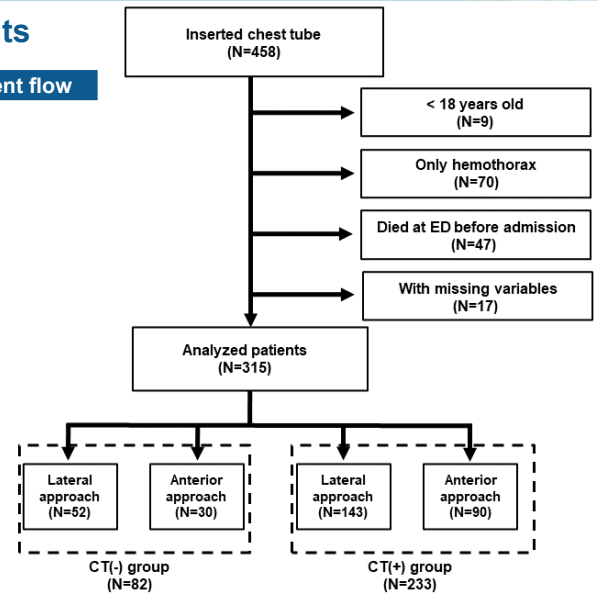 ts
ent flow
Inserted chest tube
(N=458)
< 18 years old
(N=9)
Only hemothorax
(N=70)
Died at ED before admission
(N=47)
With missing variables
(N=17)
Analyzed patients
(N=315)
Lateral
approach
(N=52)
Anterior
approach
(N=30)
Lateral
approach
(N=143)
Anterior
approach
(N=90)
CT(-) group
(N=82)
CT(+) group
(N=233)